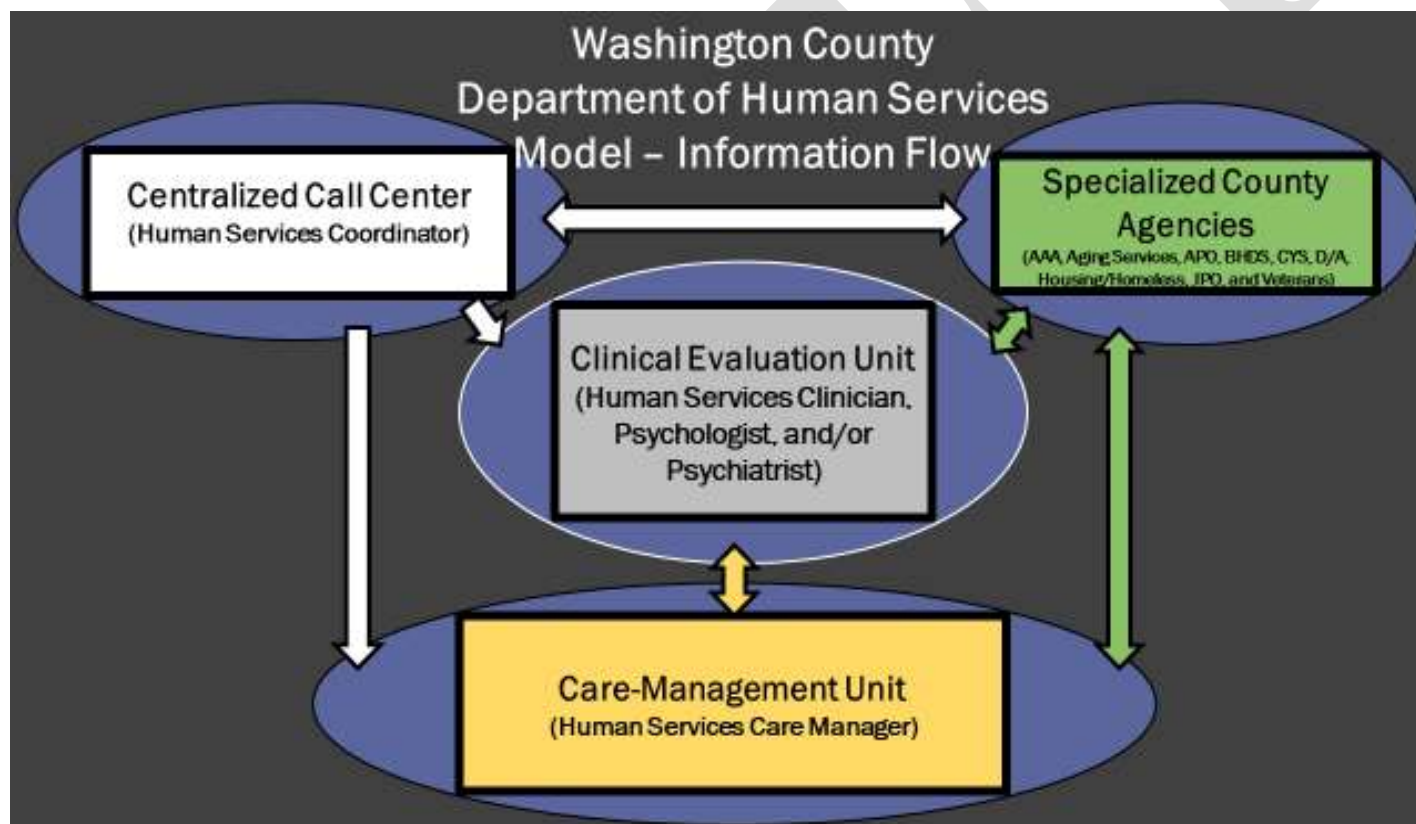 Washington County
Department of Human Services
Model – Information Flow
Centralized Call Center
(Human Services Coordinator)
Specialized County
Agencies
(AAA, Aging Services, APO, BHDS, CYS, D/A,
Housing/Homeless, JPO, and Veterans)
Clinical Evaluation Unit
(Human Services Clinician,
Psychologist, and/or
Psychiatrist)
Care-Management Unit
(Human Services Care Manager)